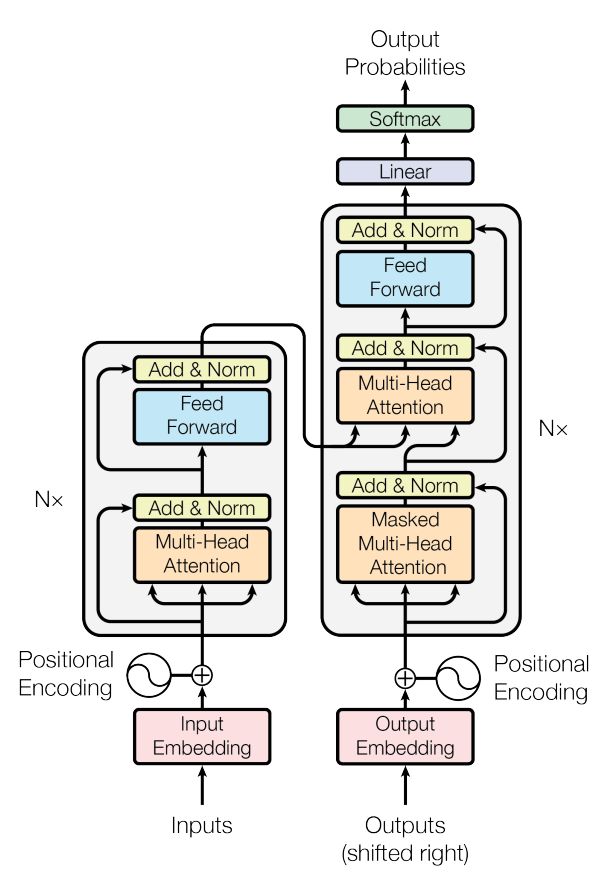 Output
Probabilities
Softmax
Linear
Add & Norm
Feed
Forward
Add & Norm
Multi-Head
Attention
Add & Norm
Masked
Multi-Head
Attention
N×
Positional
Encoding
Output
Embedding
Outputs
(shifted right)
Add & Norm
Feed
Forward
Add & Norm
Multi-Head
Attention
N×
Positional
Encoding
Input
Embedding
Inputs